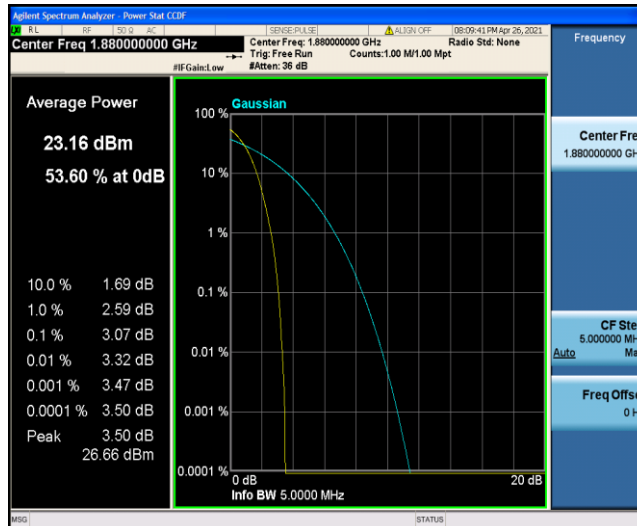 Agilent Spectrum Analyzer - Power Stat CCDF
RL RF 50 Ω AC SENSE:PULSE ALIGN OFF 08:09:41 PM Apr 26, 2021
Center Freq 1.880000000 GHz
Center Freq: 1.880000000 GHz Radio Std: None
Trig: Free Run Counts:1.00 M/1.00 Mpt
#IFGain:Low #Atten: 36 dB
Frequency
Average Power
23.16 dBm
53.60 % at 0dB
10.0 % 1.69 dB
1.0 % 2.59 dB
0.1 % 3.07 dB
0.01 % 3.32 dB
0.001 % 3.47 dB
0.0001 % 3.50 dB
Peak 3.50 dB
26.66 dBm
Gaussian
100 %
10 %
1 %
0.1 %
0.01 %
0.001 %
0.0001 %
0 dB 20 dB
Info BW 5.0000 MHz
Center Fre
1.880000000 GH
CF Ste
5.000000 MH
Auto Ma
Freq Offs
0 H
MSG STATUS